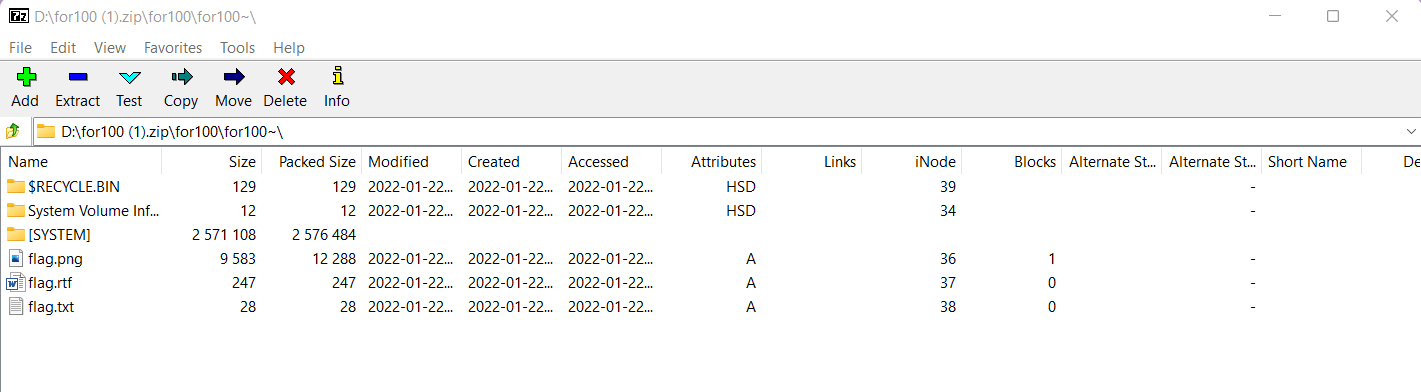 D:\for100 (1).zip\for100\for100~\
File Edit View Favorites Tools Help
Add Extract Test Copy Move Delete Info
D:\for100 (1).zip\for100\for100~\
Name Size Packed Size Modified Created Accessed Attributes Links iNode Blocks Alternate St... Alternate St... Short Name De
$RECYCLE.BIN 129 129 2022-01-22... 2022-01-22... 2022-01-22... HSD 39 -
System Volume Inf... 12 12 2022-01-22... 2022-01-22... 2022-01-22... HSD 34 -
[SYSTEM] 2 571 108 2 576 484
flag.png 9 583 12 288 2022-01-22... 2022-01-22... 2022-01-22... A 36 1 -
flag.rtf 247 247 2022-01-22... 2022-01-22... 2022-01-22... A 37 0 -
flag.txt 28 28 2022-01-22... 2022-01-22... 2022-01-22... A 38 0 -